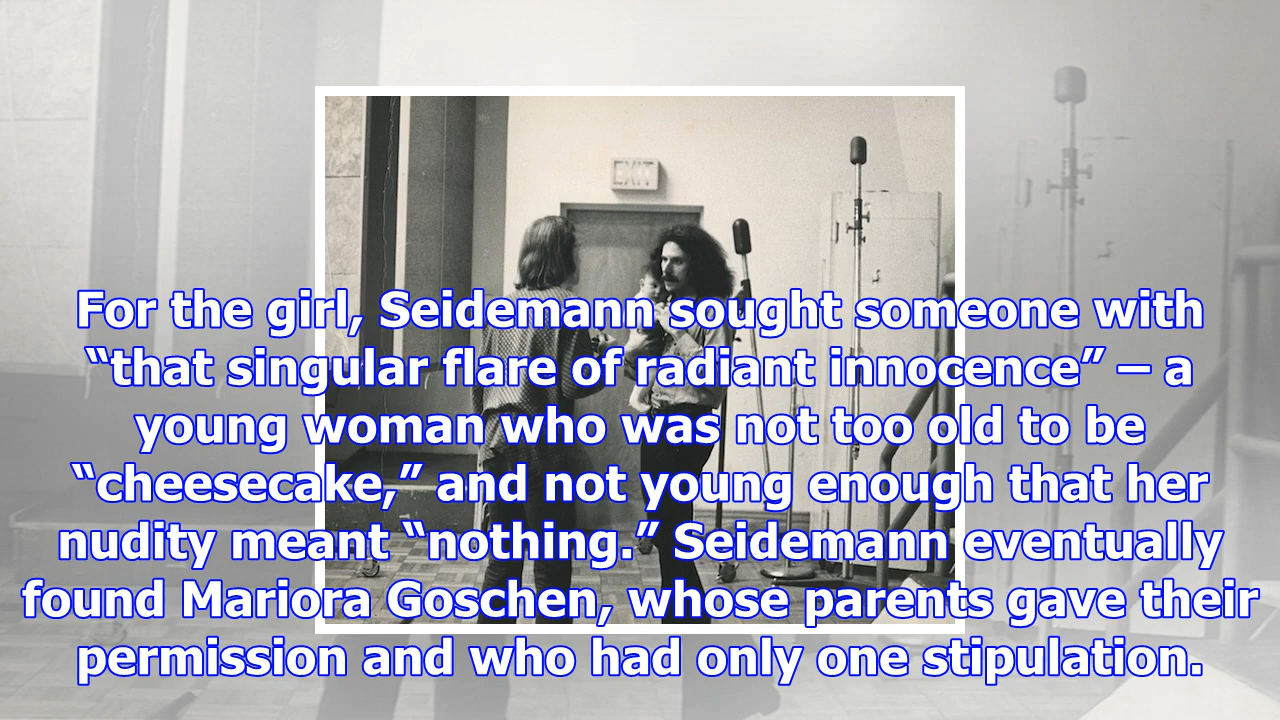 EXIT
For the girl, Seidemann sought someone with
“that singular flare of radiant innocence” – a
young woman who was not too old to be
“cheesecake,” and not young enough that her
nudity meant “nothing.” Seidemann eventually
found Mariora Goschen, whose parents gave their
permission and who had only one stipulation.